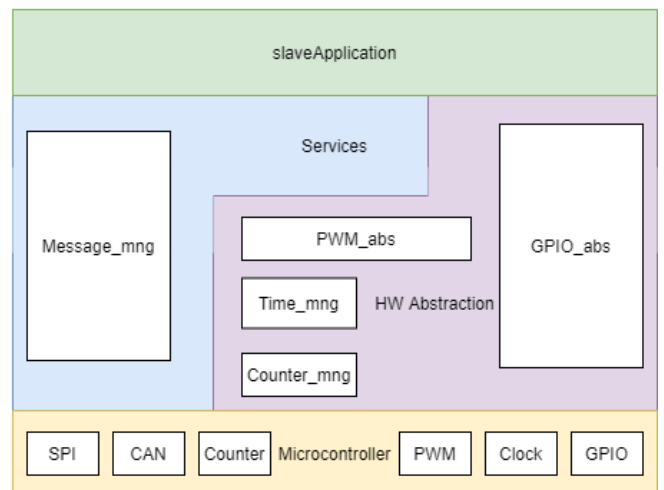 slaveApplication
Services
Message_mng
PWM_abs
GPIO_abs
Time_mng
HW Abstraction
Counter_mng
SPI
CAN
Counter
Microcontroller
PWM
Clock
GPIO